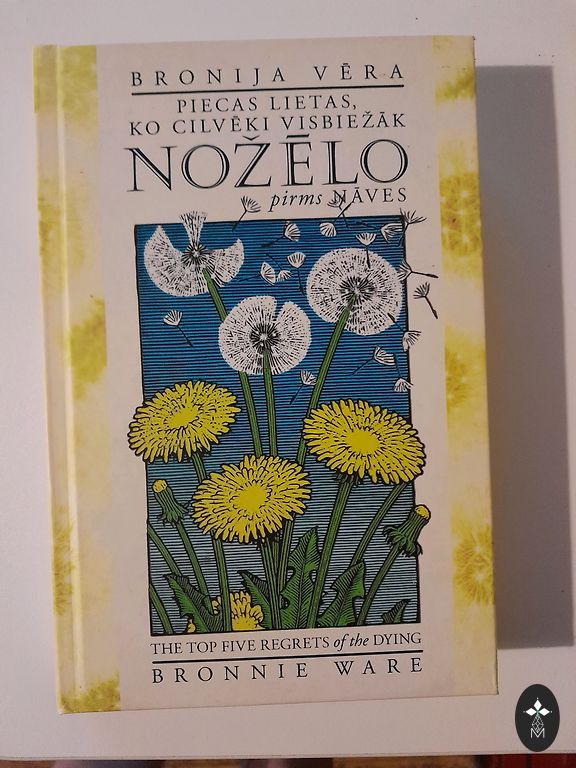 BRONIJA VĒRA
PIECAS LIETAS,
KO CILVĒKI VISBIEŽĀK
NOŽĒLO
pirms NĀVES
THE TOP FIVE REGRETS of the DYING
BRONNIE WARE
M